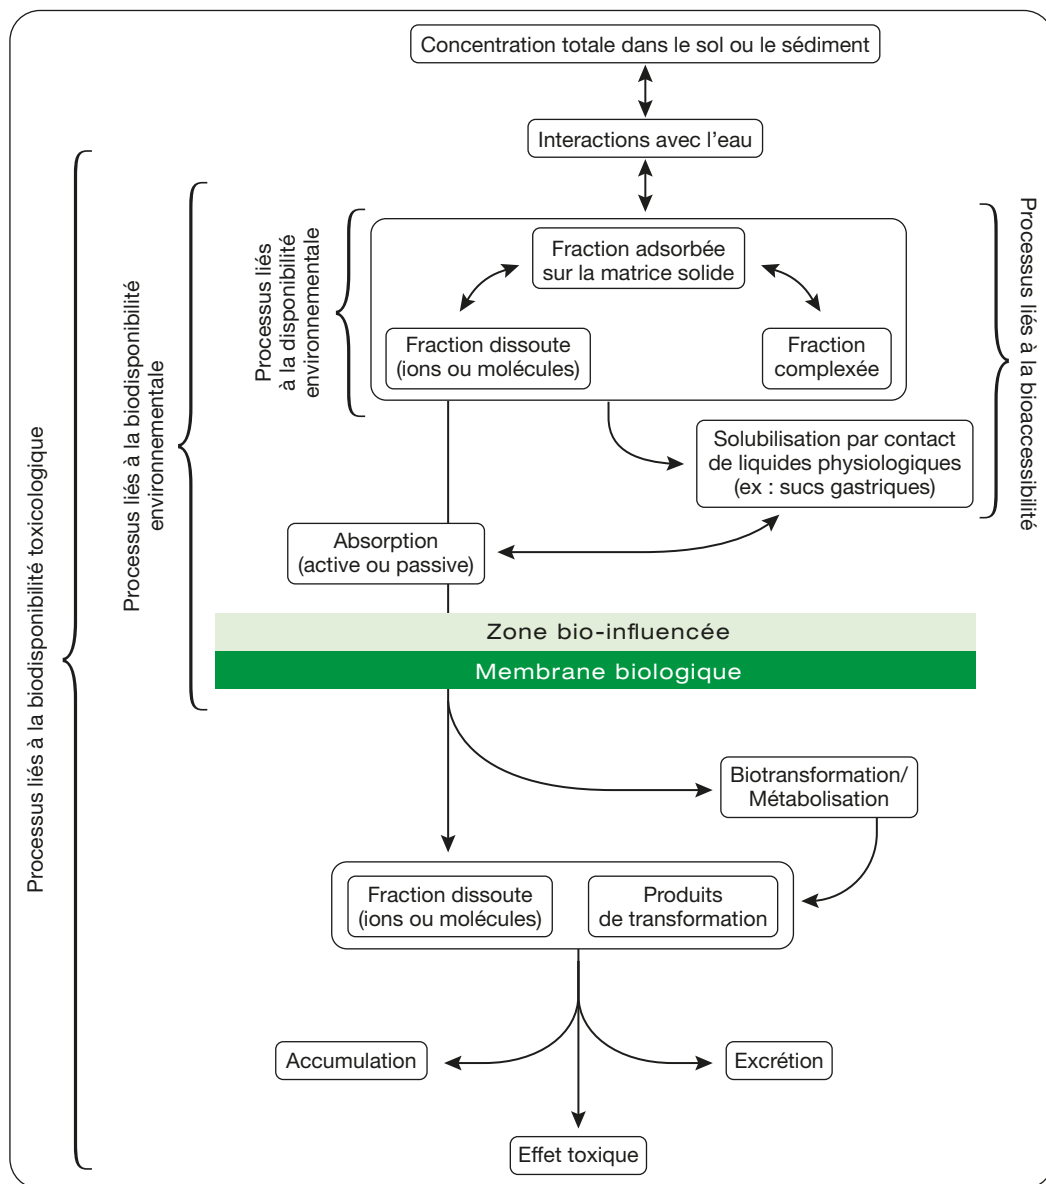 Concentration totale dans le sol ou le sédiment
Interactions avec l'eau
Processus liés
à la disponibilité
environnementale
Fraction adsorbée
sur la matrice solide
Fraction dissoute
(ions ou molécules)
Fraction
complexée
Processus liés à la bioaccessibilité
Processus liés à la biodisponibilité
environnementale
Processus liés à la biodisponibilité toxicologique
Solubilisation par contact
de liquides physiologiques
(ex : sucs gastriques)
Absorption
(active ou passive)
Zone bio-influencée
Membrane biologique
Biotransformation/
Métabolisation
Fraction dissoute
(ions ou molécules)
Produits
de transformation
Accumulation
Excrétion
Effet toxique